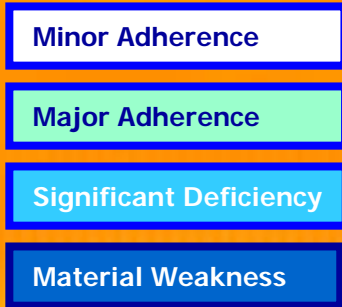 Minor Adherence
Major Adherence
Significant Deficiency
Material Weakness